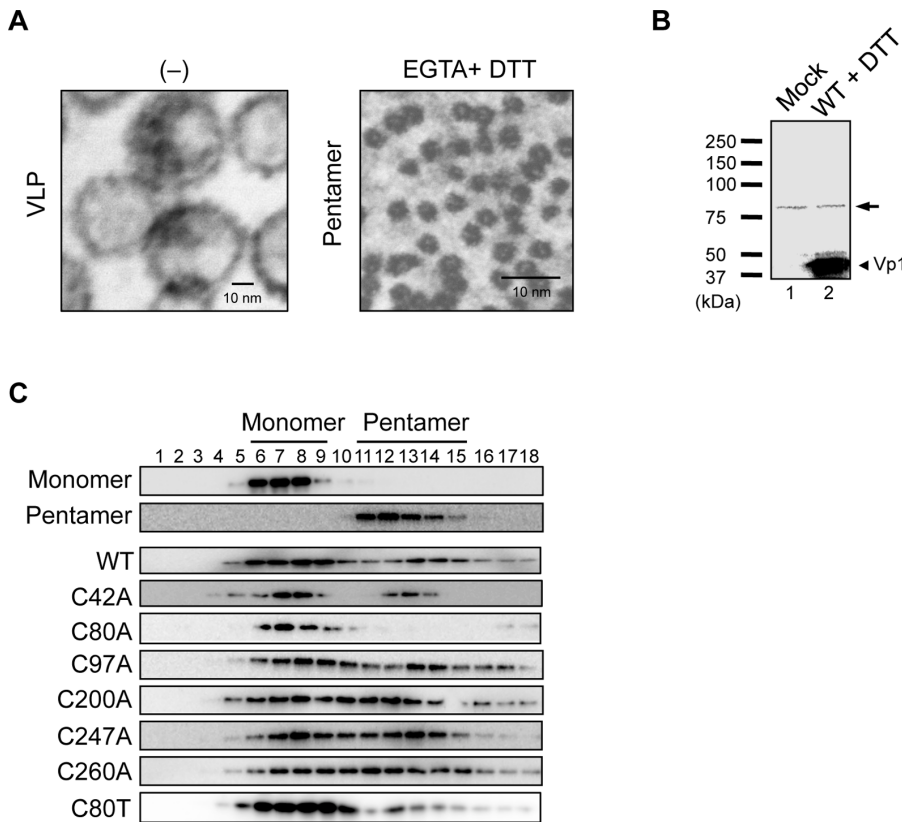 A
(–)
EGTA+ DTT
VLP
Pentamer
10 nm
10 nm
B
Mock
WT + DTT
250
150
100
75
50
37
(kDa)
Vp1
1 2
C
Monomer Pentamer
1 2 3 4 5 6 7 8 9 10 11 12 13 14 15 16 17 18
Monomer
Pentamer
WT
C42A
C80A
C97A
C200A
C247A
C260A
C80T